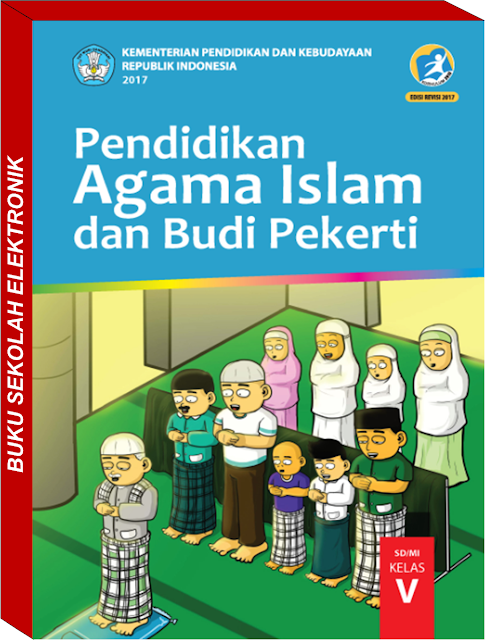 KEMENTERIAN PENDIDIKAN DAN KEBUDAYAAN
REPUBLIK INDONESIA
2017
EDISI REVISI 2017
Pendidikan
Agama Islam
dan Budi Pekerti
BUKU SEKOLAH ELEKTRONIK
SD/MI
KELAS
V